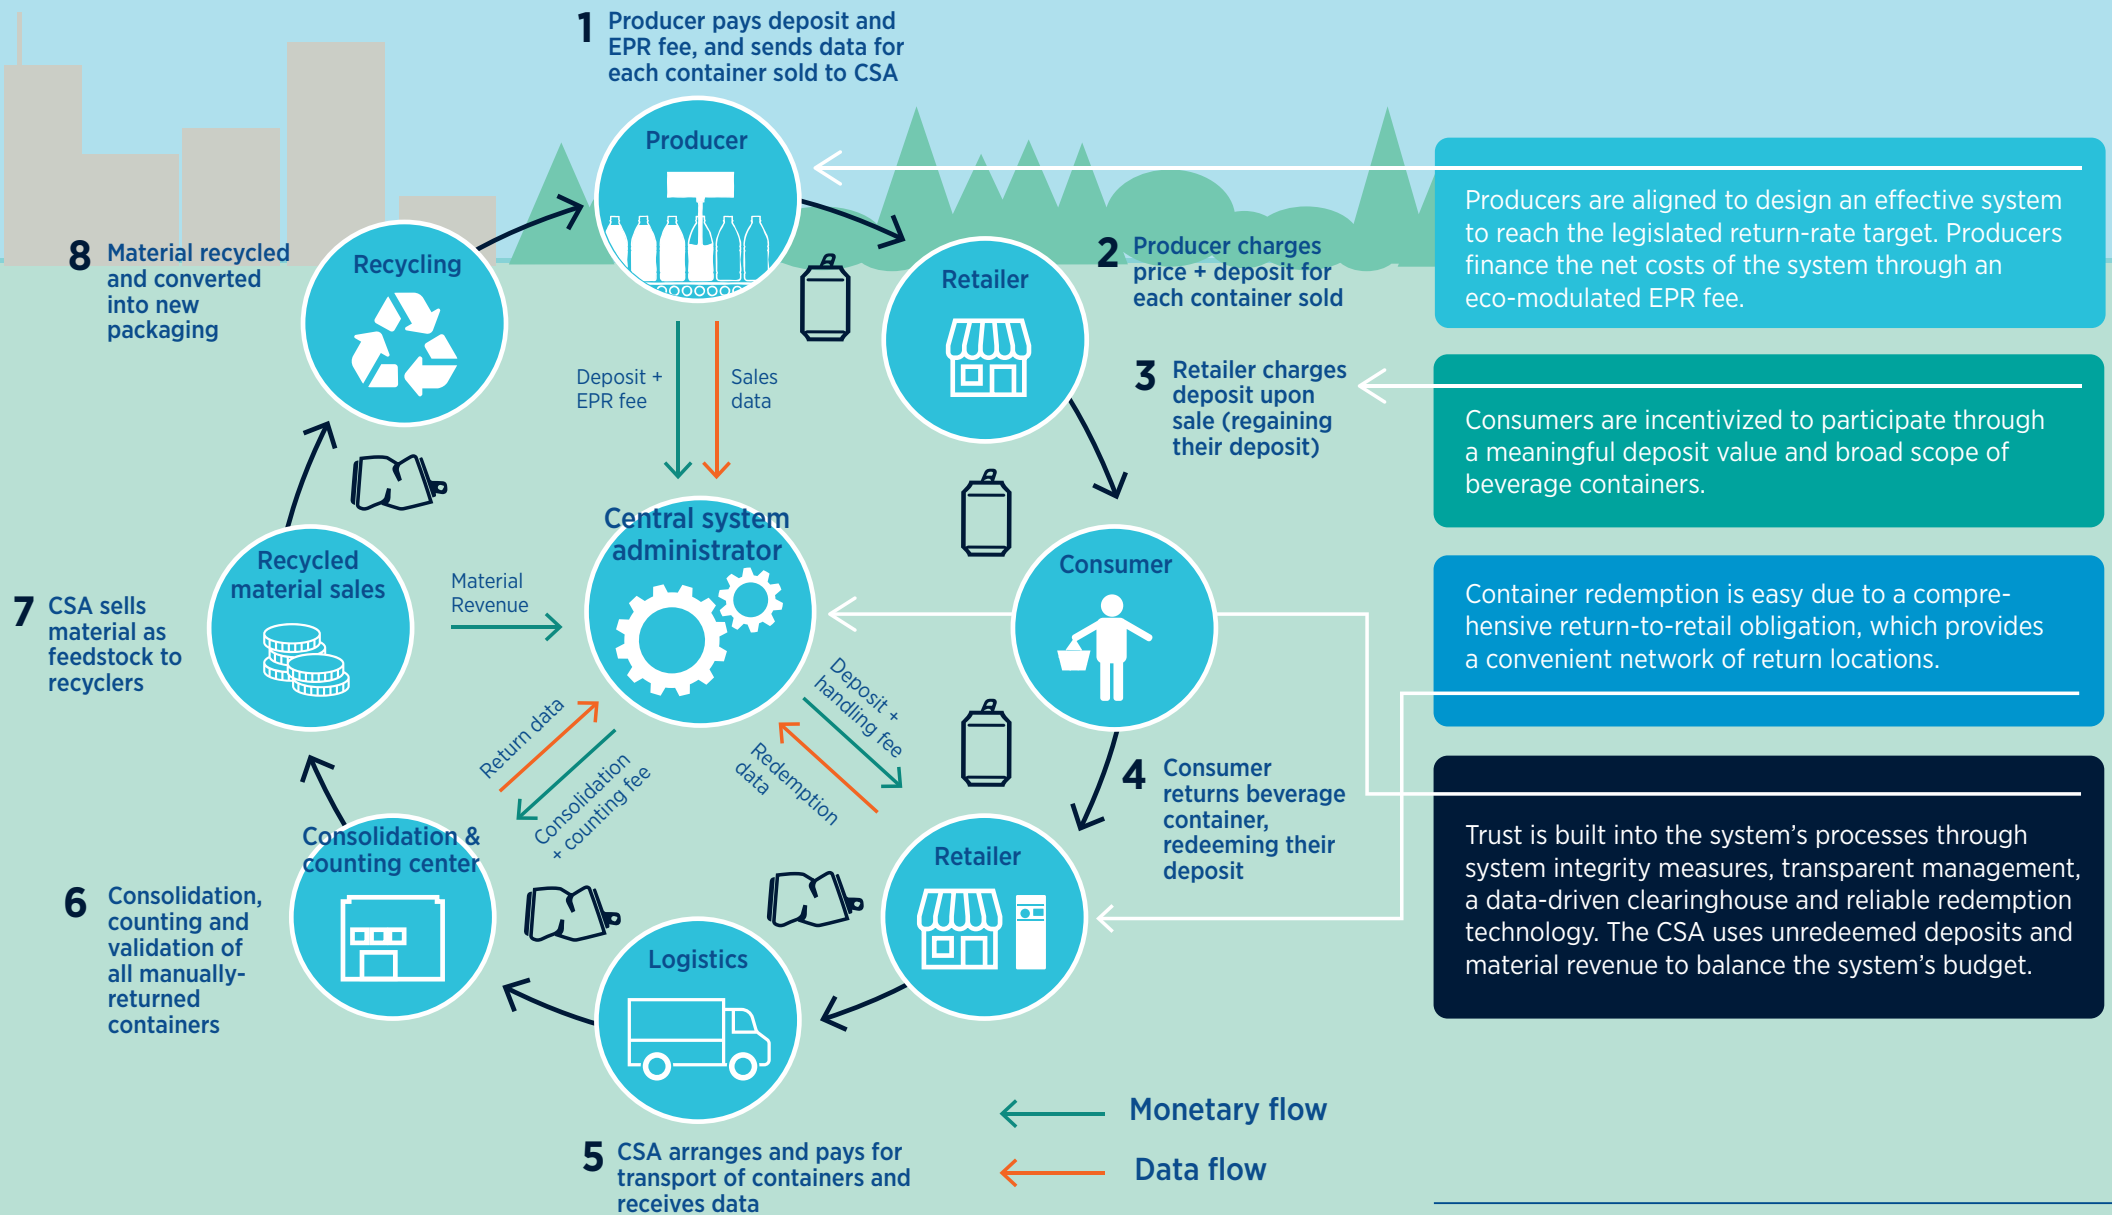 1 Producer pays deposit and
EPR fee, and sends data for
each container sold to CSA
Producer
Retailer
2 Producer charges
price + deposit for
each container sold
3 Retailer charges
deposit upon
sale (regaining
their deposit)
Consumer
4 Consumer
returns beverage
container,
redeeming their
deposit
Retailer
Logistics
5 CSA arranges and pays for
transport of containers and
receives data
Consolidation &
counting center
6 Consolidation,
counting and
validation of
all manually-
returned
containers
Recycled
material sales
7 CSA sells
material as
feedstock to
recyclers
Recycling
8 Material recycled
and converted
into new
packaging
Deposit +
EPR fee
Sales
data
Central system
administrator
Material
Revenue
Return data
Consolidation
+ counting fee
Deposit +
handling fee
Redemption
data
Monetary flow
Data flow
Producers are aligned to design an effective system
to reach the legislated return-rate target. Producers
finance the net costs of the system through an
eco-modulated EPR fee.
Consumers are incentivized to participate through
a meaningful deposit value and broad scope of
beverage containers.
Container redemption is easy due to a compre-
hensive return-to-retail obligation, which provides
a convenient network of return locations.
Trust is built into the system’s processes through
system integrity measures, transparent management,
a data-driven clearinghouse and reliable redemption
technology. The CSA uses unredeemed deposits and
material revenue to balance the system’s budget.